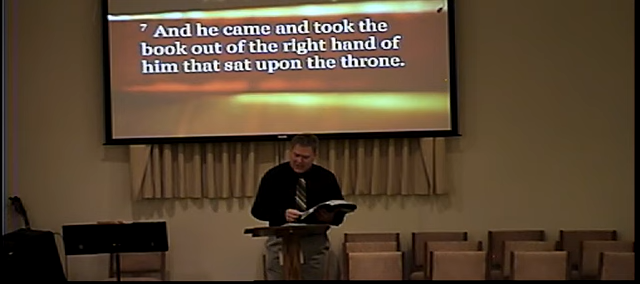 7 And he came and took the
book out of the right hand of
him that sat upon the throne.